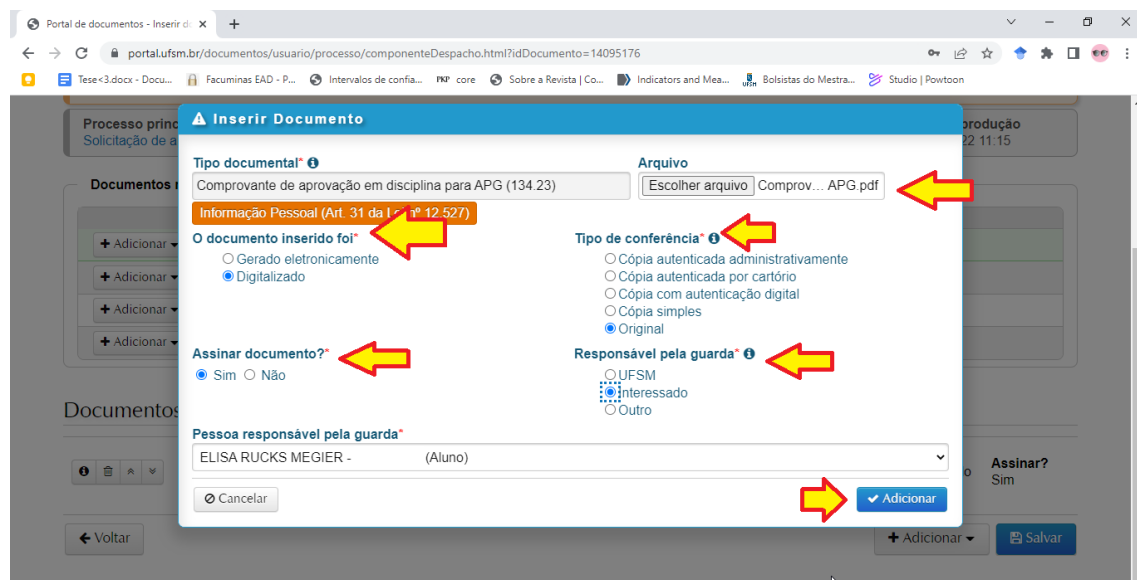 Portal de documentos - Inserir d
portal.ufsm.br/documentos/usuario/processo/componenteDespacho.html?idDocumento=14095176
Tese<3.docx - Docu... Facuminas EAD - P... Intervalos de confia... PKP core Sobre a Revista | Co... Indicators and Mea... Bolsistas do Mestra... Studio | Powtoon
Processo princ
Solicitação de a
rodução
22 11:15
Inserir Documento
Tipo documental* Arquivo
Comprovante de aprovação em disciplina para APG (134.23) Escolher arquivo Comprov... APG.pdf
Informação Pessoal (Art. 31 da Lei nº 12.527)
Documentos
O documento inserido foi* Tipo de conferência*
Gerado eletronicamente Cópia autenticada administrativamente
Digitalizado Cópia autenticada por cartório
Cópia com autenticação digital
Cópia simples
Original
+ Adicionar
+ Adicionar
+ Adicionar
+ Adicionar
Assinar documento?* Responsável pela guarda*
Sim Não UFSM
Interessado
Outro
Documentos
Pessoa responsável pela guarda*
ELISA RUCKS MEGIER - (Aluno)
Assinar?
Sim
Cancelar Adicionar
Voltar + Adicionar Salvar